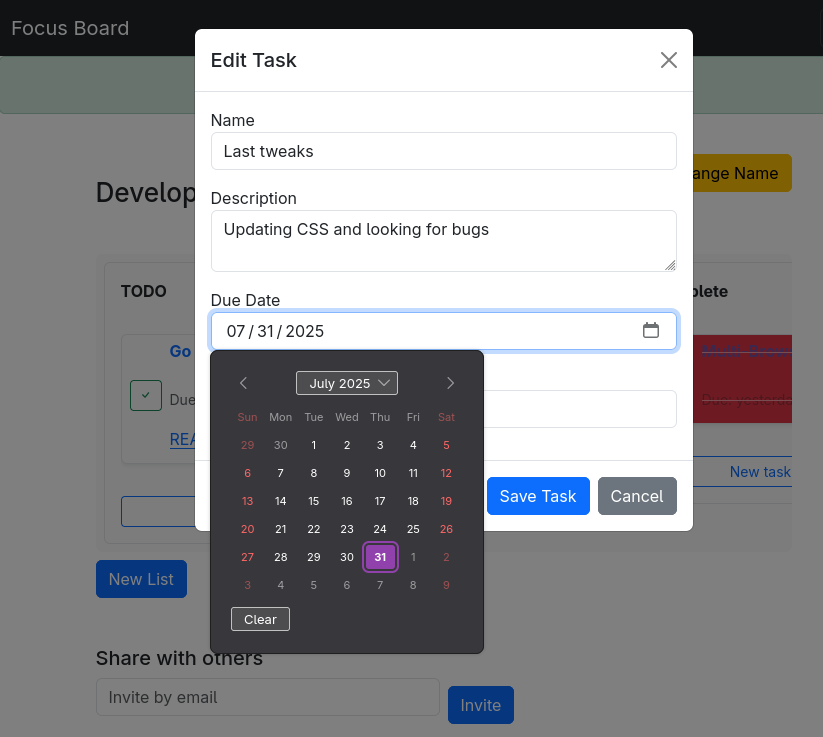 Focus Board
Edit Task
Name
Last tweaks
ange Name
Develop
Description
Updating CSS and looking for bugs
TODO
plete
Due Date
07 / 31 / 2025
Go
July 2025
Due
Due: yesterday
Sun Mon Tue Wed Thu Fri Sat
REA
29 30 1 2 3 4 5
6 7 8 9 10 11 12
New task
13 14 15 16 17 18 19
Save Task
Cancel
20 21 22 23 24 25 26
27 28 29 30 31 1 2
New List
3 4 5 6 7 8 9
Clear
Share with others
Invite by email
Invite